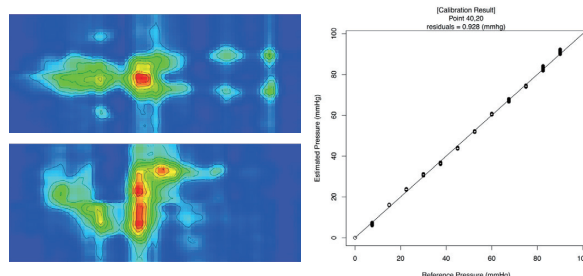 [Calibration Result]
Point 40,20
residuals = 0.928 (mmhg)
Estimated Pressure (mmHg)
100
80
60
40
20
0
0 20 40 60 80 100
Reference Pressure (mmHg)